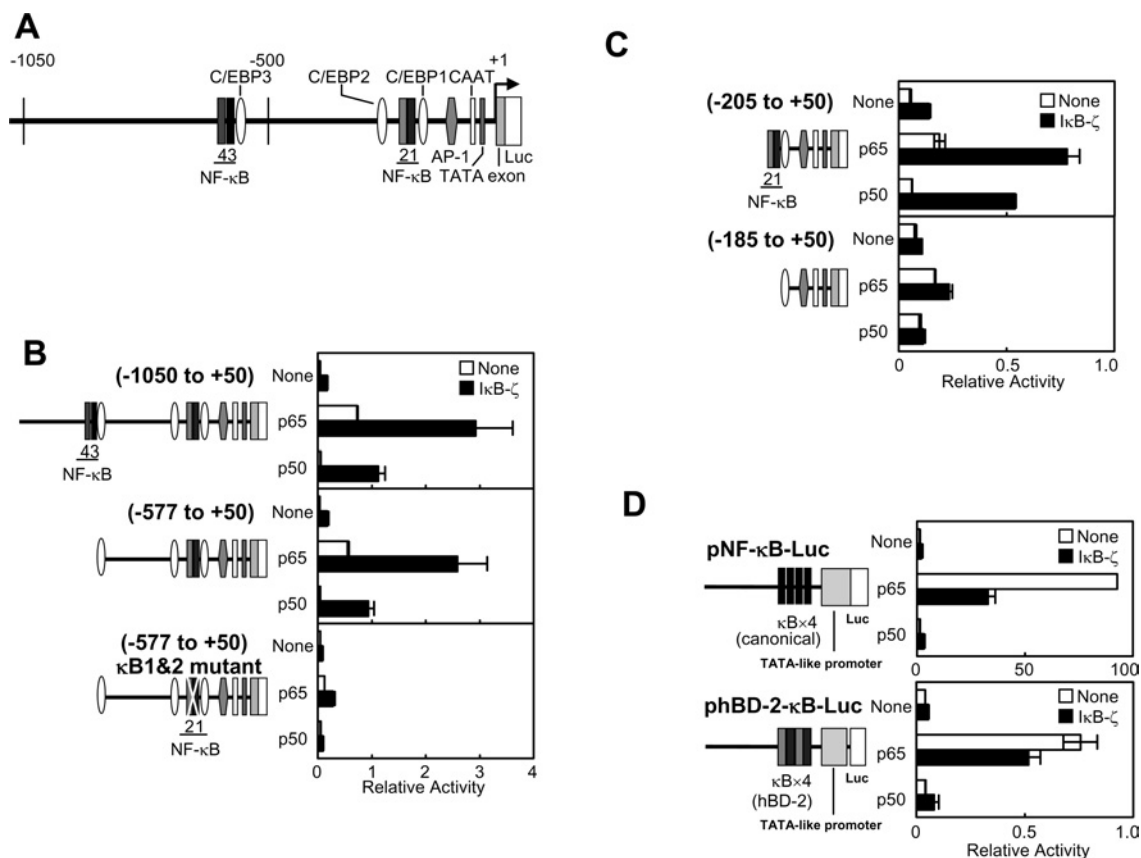 A
-1050
-500
+1
C/EBP3
C/EBP2
C/EBP1
CAAT
43
NF-κB
21
NF-κB
AP-1
TATA
exon
Luc
B
(-1050 to +50)
43
NF-κB
None
p65
p50
None
IκB-ζ
(-577 to +50)
None
p65
p50
(-577 to +50)
κB1&2 mutant
21
NF-κB
None
p65
p50
0
1
2
3
4
Relative Activity
C
(-205 to +50)
21
NF-κB
None
p65
p50
None
IκB-ζ
(-185 to +50)
None
p65
p50
0
0.5
1.0
Relative Activity
D
pNF-κB-Luc
κB×4
(canonical)
Luc
TATA-like promoter
None
p65
p50
None
IκB-ζ
0
50
100
phBD-2-κB-Luc
κB×4
(hBD-2)
Luc
TATA-like promoter
None
p65
p50
None
IκB-ζ
0
0.5
1.0
Relative Activity